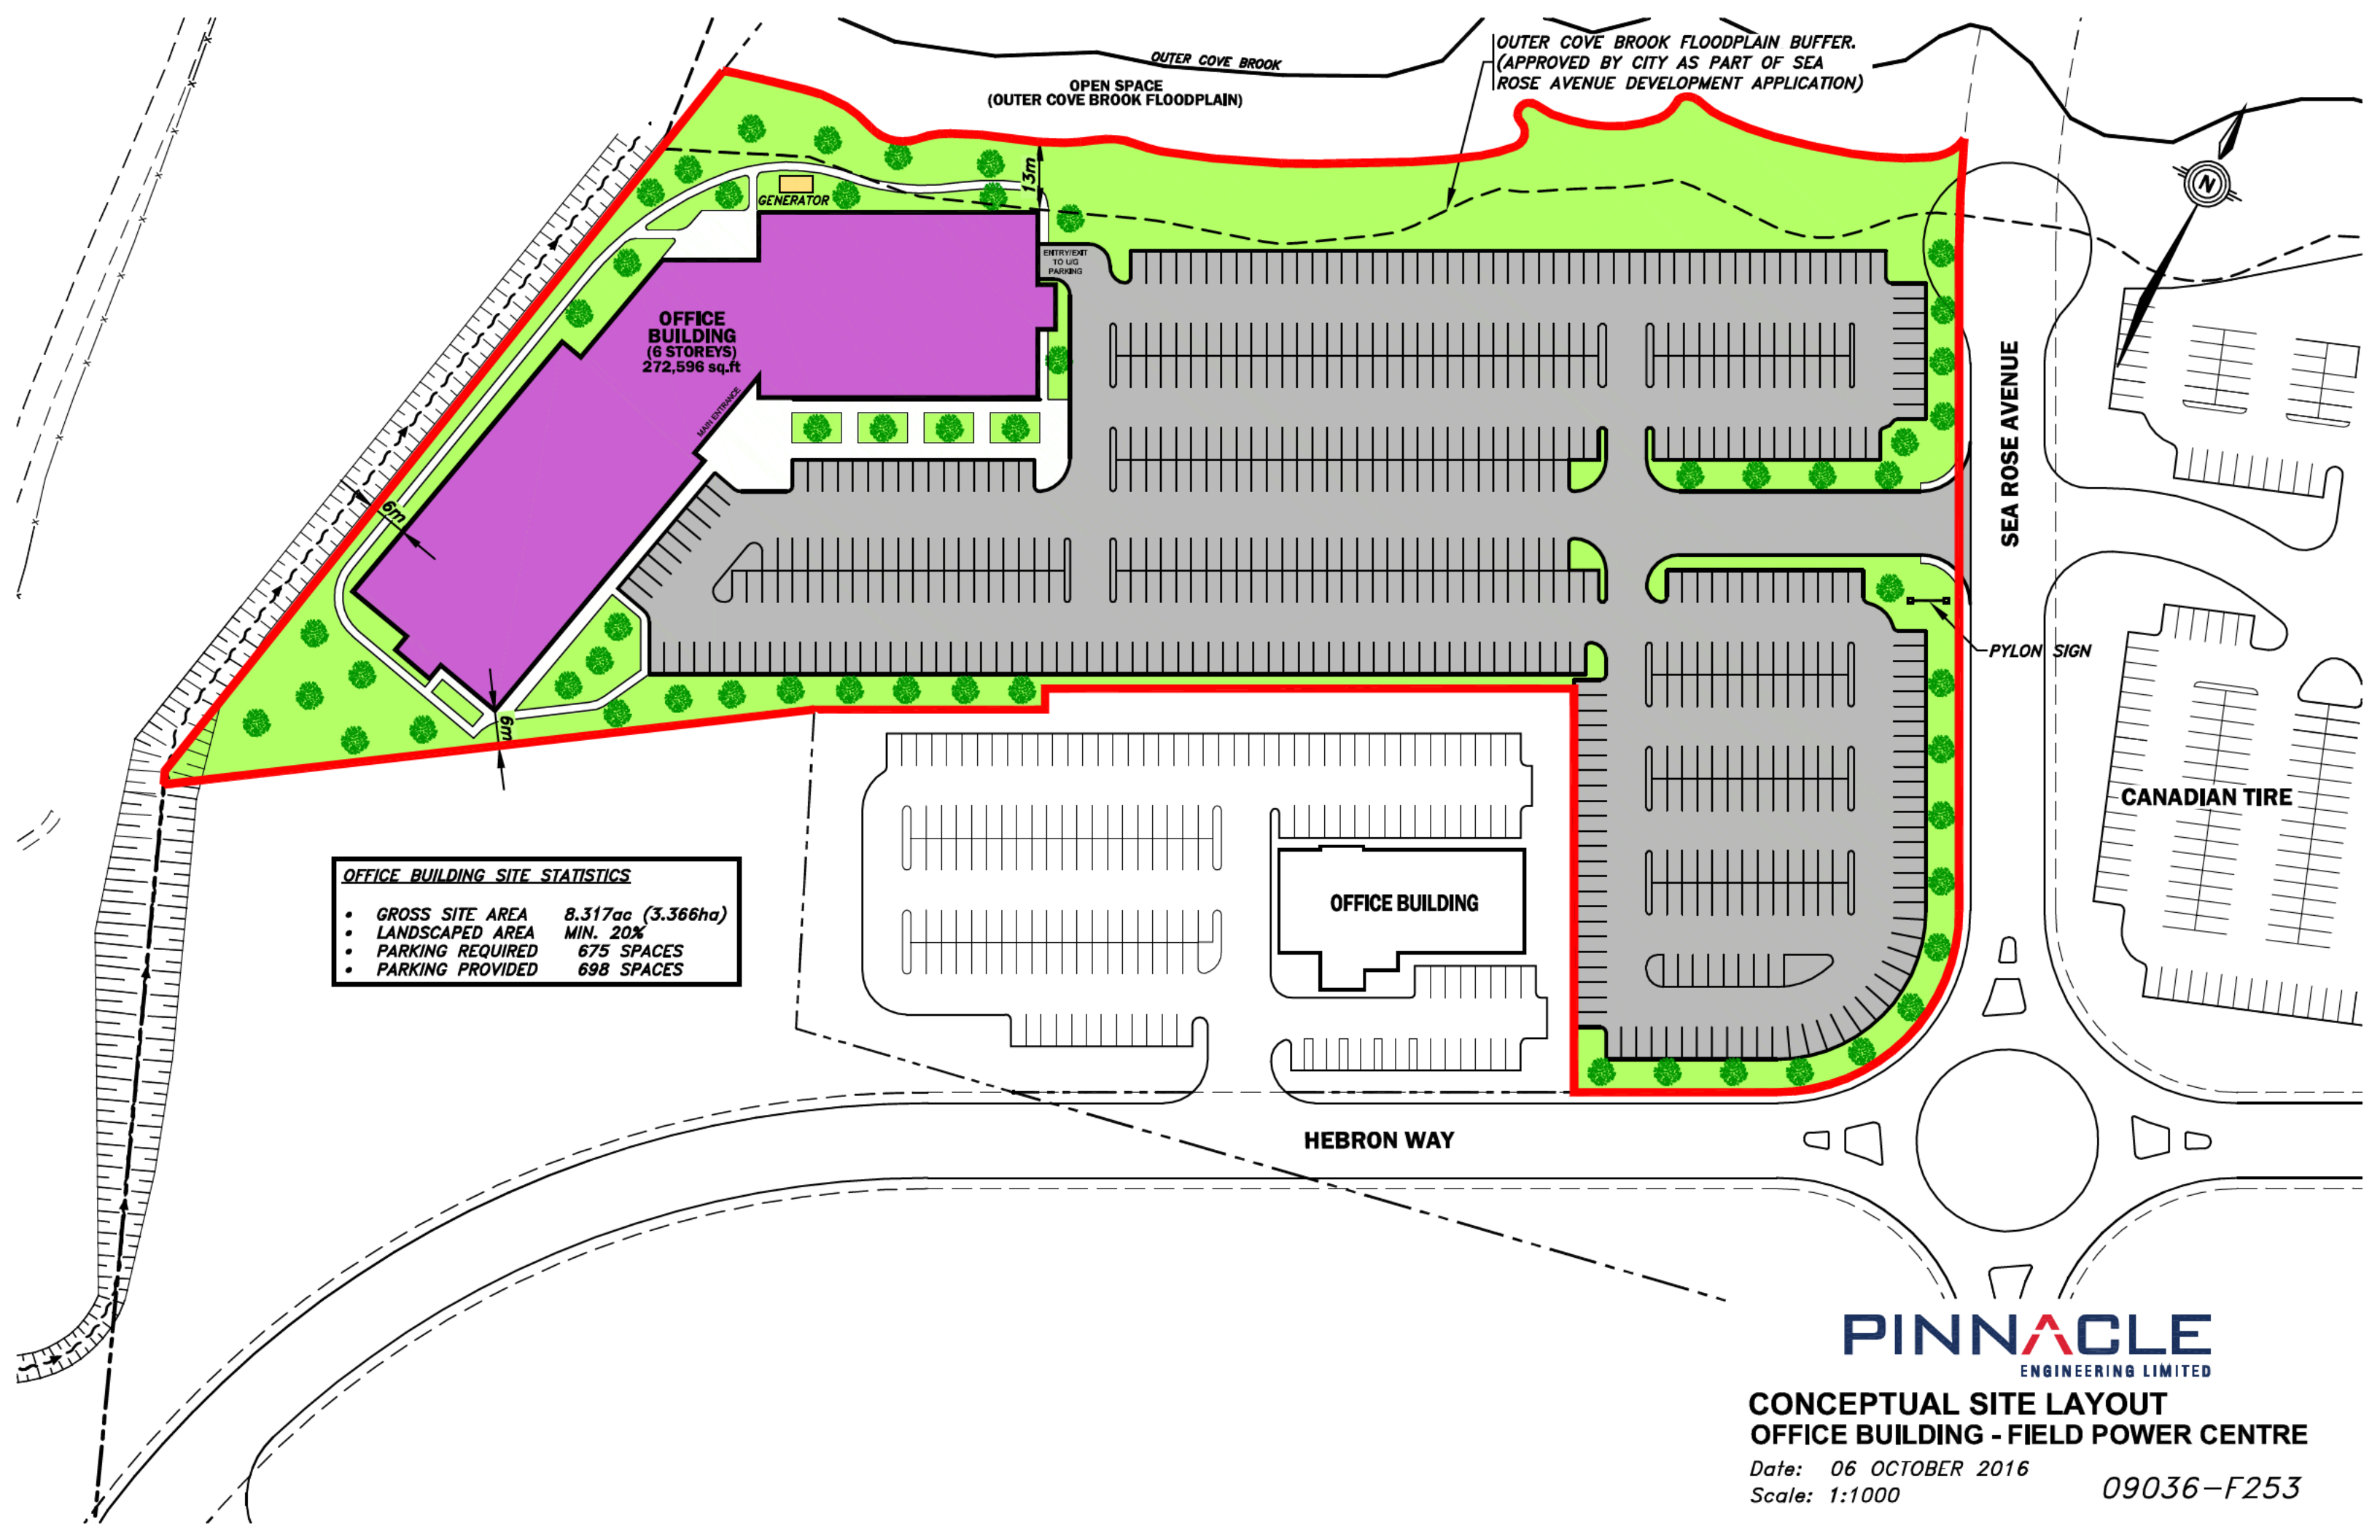 OUTER COVE BROOK
OPEN SPACE
(OUTER COVE BROOK FLOODPLAIN)
OUTER COVE BROOK FLOODPLAIN BUFFER.
(APPROVED BY CITY AS PART OF SEA
ROSE AVENUE DEVELOPMENT APPLICATION)
13m
N
GENERATOR
ENTRY/EXIT
TO U/G
PARKING
OFFICE
BUILDING
(6 STOREYS)
272,596 sq.ft
MAIN ENTRANCE
SEA ROSE AVENUE
6m
6m
PYLON SIGN
CANADIAN TIRE
OFFICE BUILDING SITE STATISTICS
• GROSS SITE AREA 8.317ac (3.366ha)
• LANDSCAPED AREA MIN. 20%
• PARKING REQUIRED 675 SPACES
• PARKING PROVIDED 698 SPACES
OFFICE BUILDING
HEBRON WAY
PINNACLE
ENGINEERING LIMITED
CONCEPTUAL SITE LAYOUT
OFFICE BUILDING - FIELD POWER CENTRE
Date: 06 OCTOBER 2016
Scale: 1:1000
09036-F253